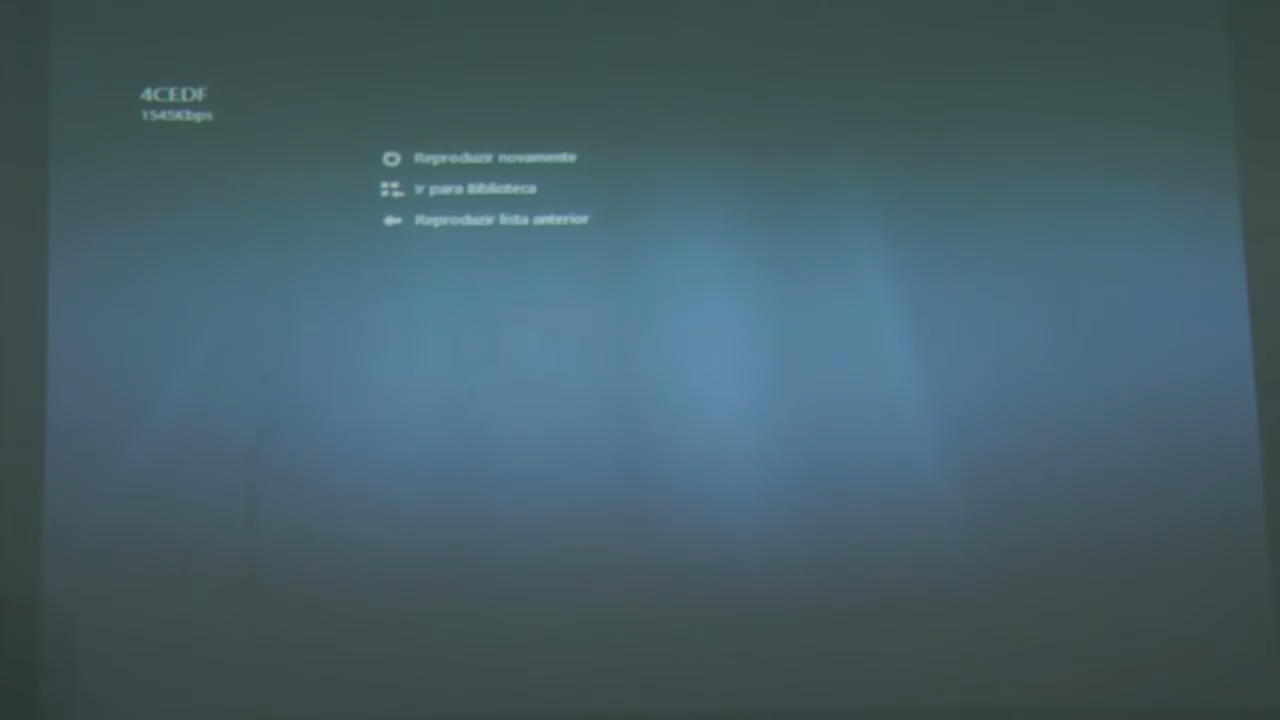 4CEDF
1545Kbps
Reproduzir novamente
Ir para Biblioteca
Reproduzir lista anterior